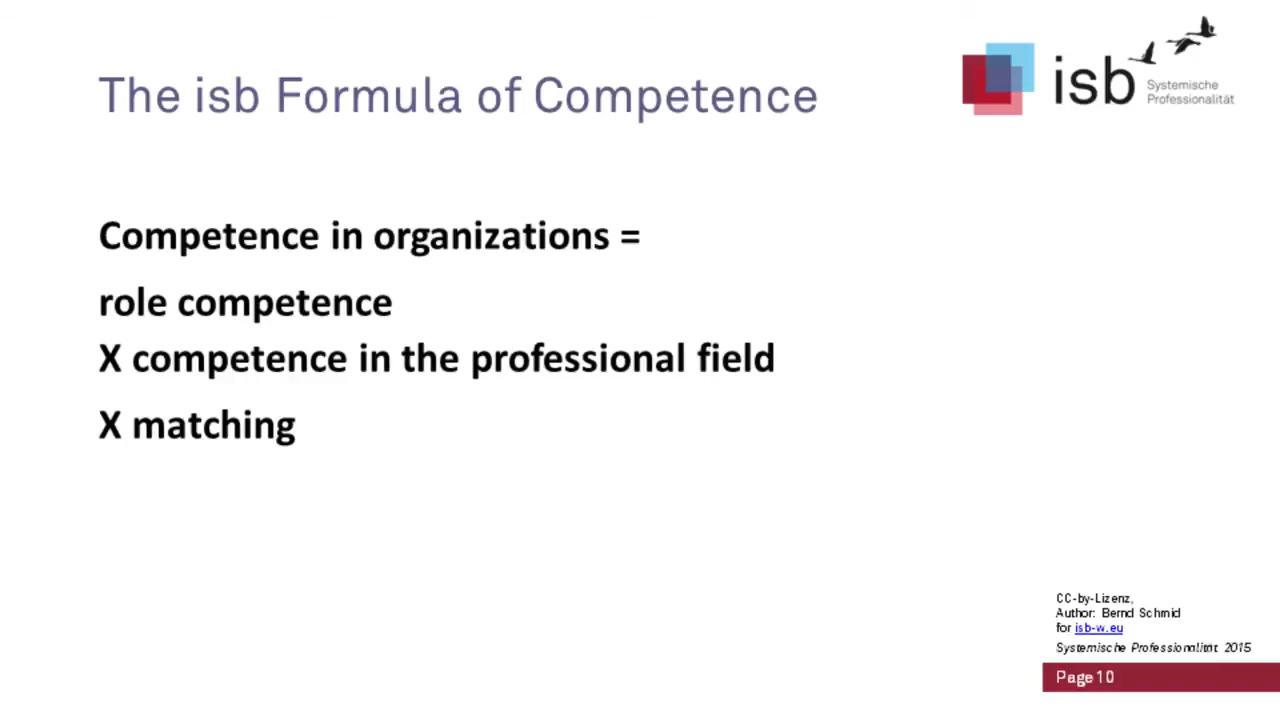 The isb Formula of Competence
isb
Systemische
Professionalität
Competence in organizations =
role competence
X competence in the professional field
X matching
CC-by-Lizenz,
Author: Bernd Schmid
for isb-w.eu
Systemische Professionalität 2015
Page 10